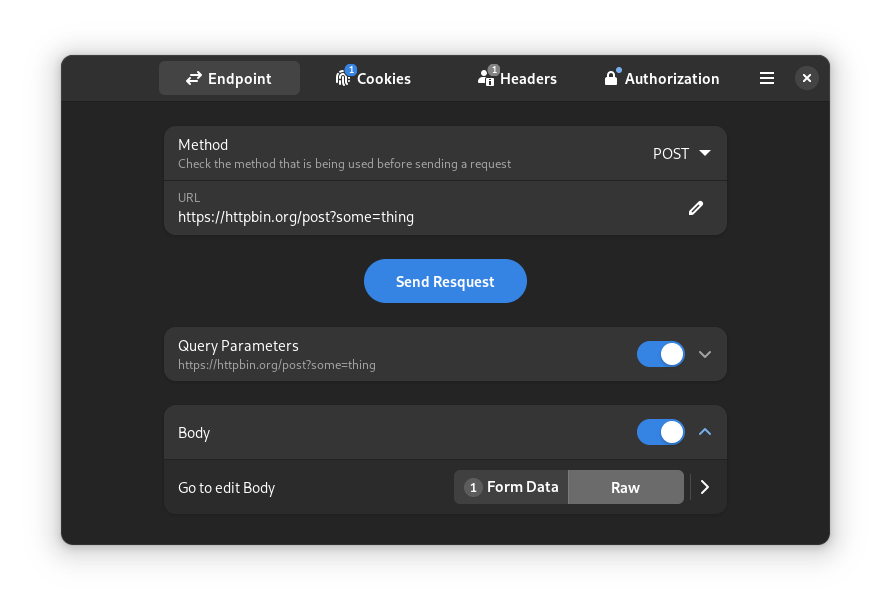 Endpoint
1 Cookies
1 Headers
Authorization
Method
Check the method that is being used before sending a request
POST
URL
https://httpbin.org/post?some=thing
Send Resquest
Query Parameters
https://httpbin.org/post?some=thing
Body
Go to edit Body
1 Form Data
Raw